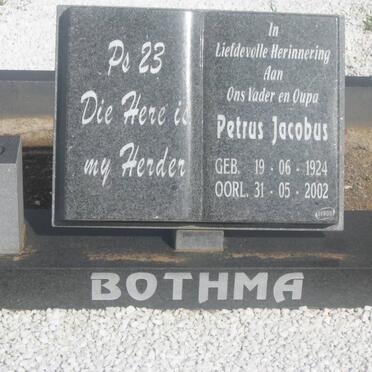 Ps 23
Die Here is
my Herder
In
Liefdevolle Herinnering
Aan
Ons Vader en Oupa
Petrus Jacobus
GEB. 19 - 06 - 1924
OORL. 31 - 05 - 2002
BOTHMA